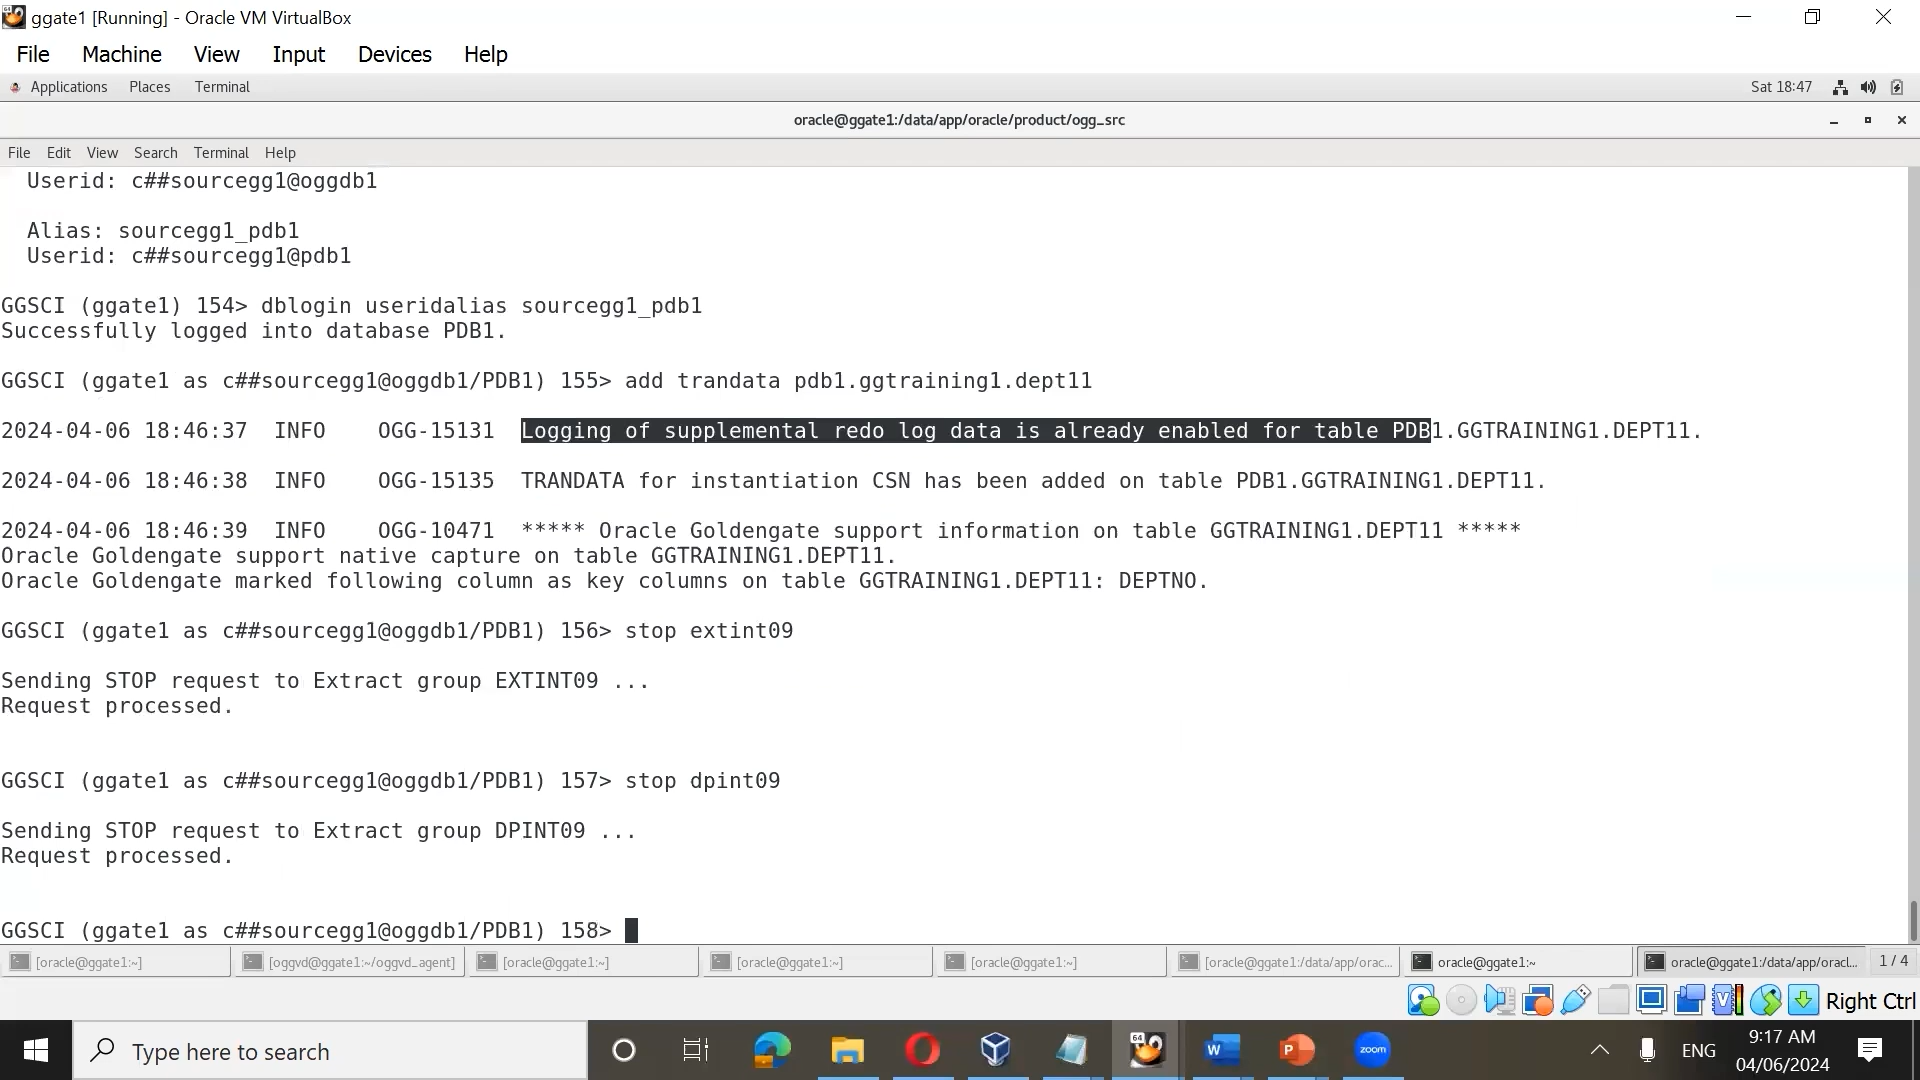 ggate1 [Running] - Oracle VM VirtualBox
File Machine View Input Devices Help
Applications Places Terminal Sat 18:47
oracle@ggate1:/data/app/oracle/product/ogg_src
File Edit View Search Terminal Help
Userid: c##sourcegg1@oggdb1
Alias: sourcegg1_pdb1
Userid: c##sourcegg1@pdb1
GGSCI (ggate1) 154> dblogin useridalias sourcegg1_pdb1
Successfully logged into database PDB1.
GGSCI (ggate1 as c##sourcegg1@oggdb1/PDB1) 155> add trandata pdb1.ggtraining1.dept11
2024-04-06 18:46:37 INFO OGG-15131 Logging of supplemental redo log data is already enabled for table PDB1.GGTRAINING1.DEPT11.
2024-04-06 18:46:38 INFO OGG-15135 TRANDATA for instantiation CSN has been added on table PDB1.GGTRAINING1.DEPT11.
2024-04-06 18:46:39 INFO OGG-10471 ***** Oracle Goldengate support information on table GGTRAINING1.DEPT11 *****
Oracle Goldengate support native capture on table GGTRAINING1.DEPT11.
Oracle Goldengate marked following column as key columns on table GGTRAINING1.DEPT11: DEPTNO.
GGSCI (ggate1 as c##sourcegg1@oggdb1/PDB1) 156> stop extint09
Sending STOP request to Extract group EXTINT09 ...
Request processed.
GGSCI (ggate1 as c##sourcegg1@oggdb1/PDB1) 157> stop dpint09
Sending STOP request to Extract group DPINT09 ...
Request processed.
GGSCI (ggate1 as c##sourcegg1@oggdb1/PDB1) 158>
[oracle@ggate1:~] [oggvd@ggate1:~/oggvd_agent] [oracle@ggate1:~] [oracle@ggate1:~] [oracle@ggate1:~] [oracle@ggate1:/data/app/orac... oracle@ggate1:~ oracle@ggate1:/data/app/oracl... 1 / 4
Right Ctrl
Type here to search
64
W
P
zoom
ENG
9:17 AM
04/06/2024